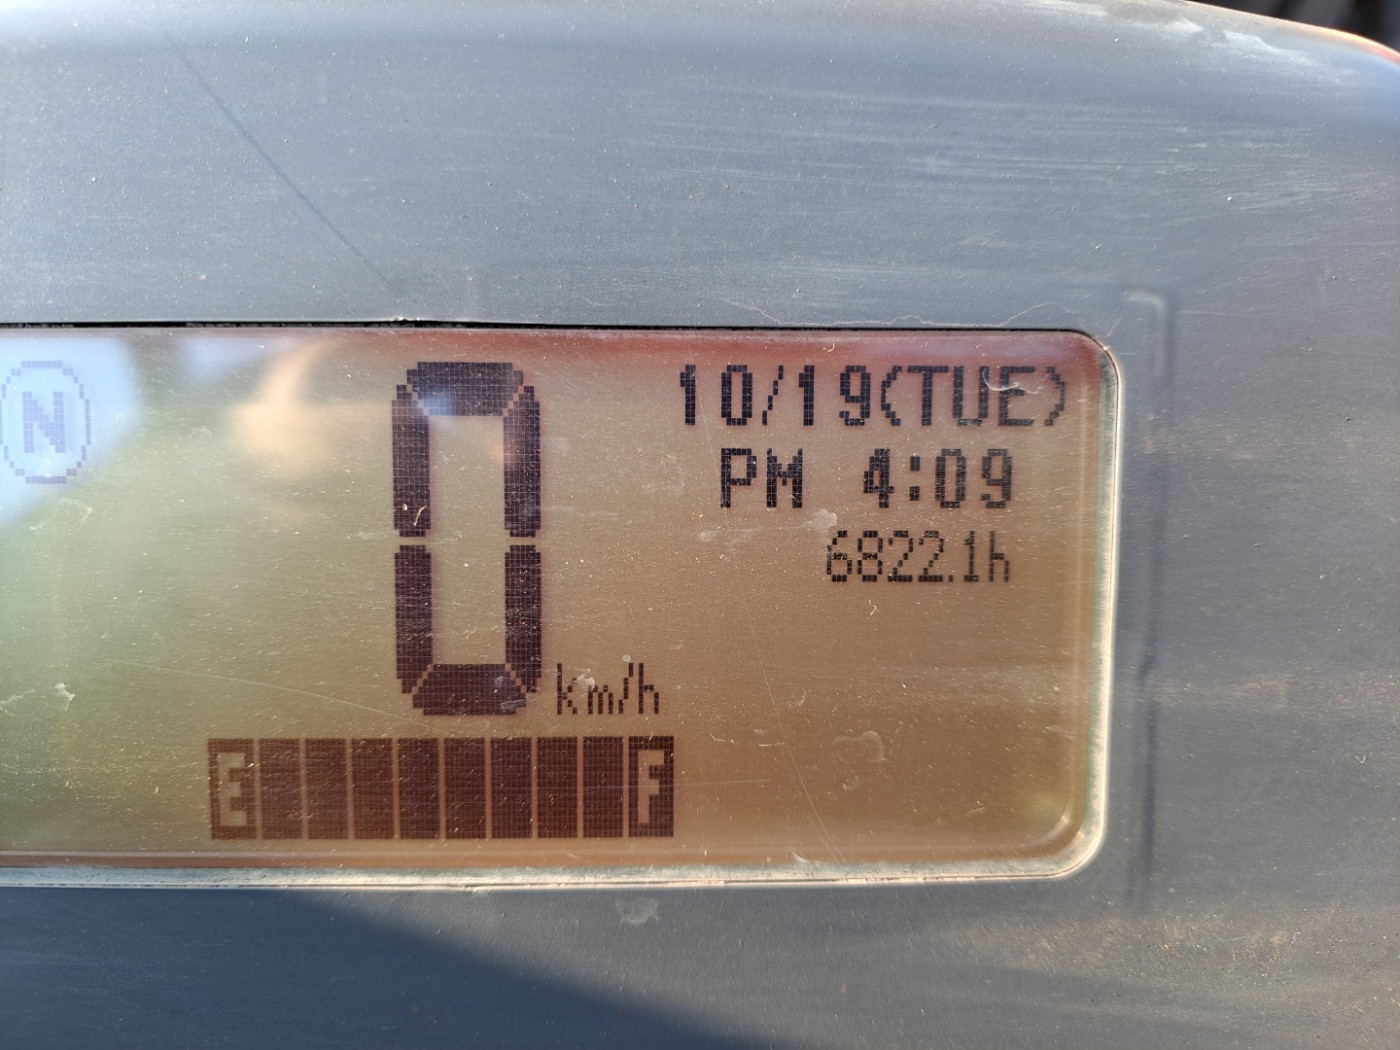 N
0 km/h
10/19(TUE)
PM 4:09
6822.1h
E F